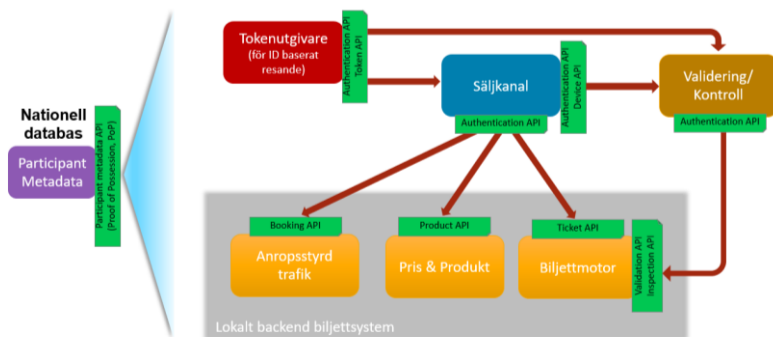 Tokenutgivare
(för ID baserat
resande)
Authentication API
Token API
Säljkanal
Authentication API
Authentication API
Device API
Validering/
Kontroll
Authentication API
Nationell
databas
Participant
Metadata
Participant metadata API
(Proof of Possession, PoP)
Booking API
Anropsstyrd
trafik
Product API
Pris & Produkt
Ticket API
Biljettmotor
Validation API
Inspection API
Lokalt backend biljettsystem